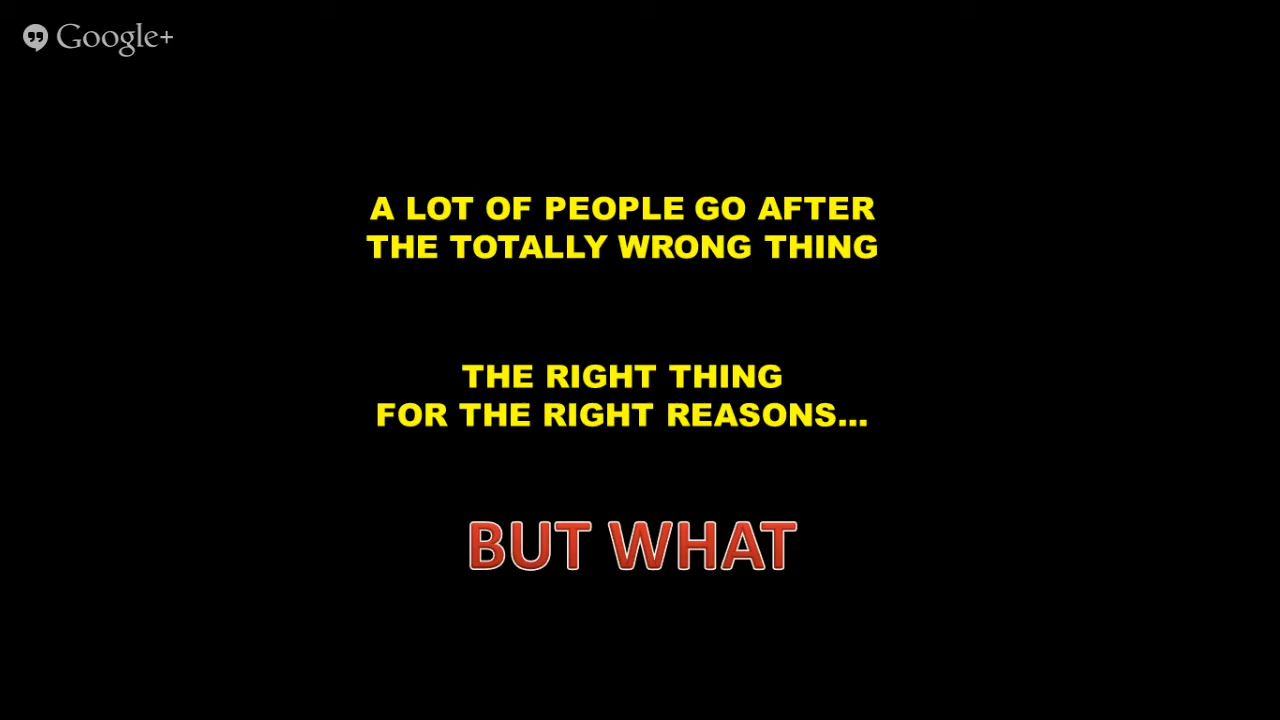 Google+
A LOT OF PEOPLE GO AFTER
THE TOTALLY WRONG THING
THE RIGHT THING
FOR THE RIGHT REASONS...
BUT WHAT